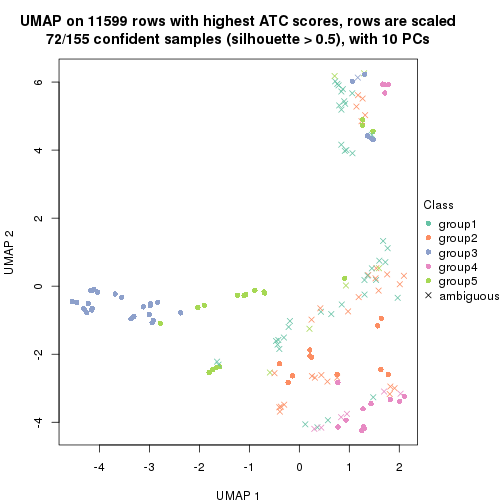 UMAP on 11599 rows with highest ATC scores, rows are scaled
72/155 confident samples (silhouette > 0.5), with 10 PCs
6
4
2
0
-2
-4
UMAP 2
-4
-3
-2
-1
0
1
2
UMAP 1
Class
group1
group2
group3
group4
group5
ambiguous